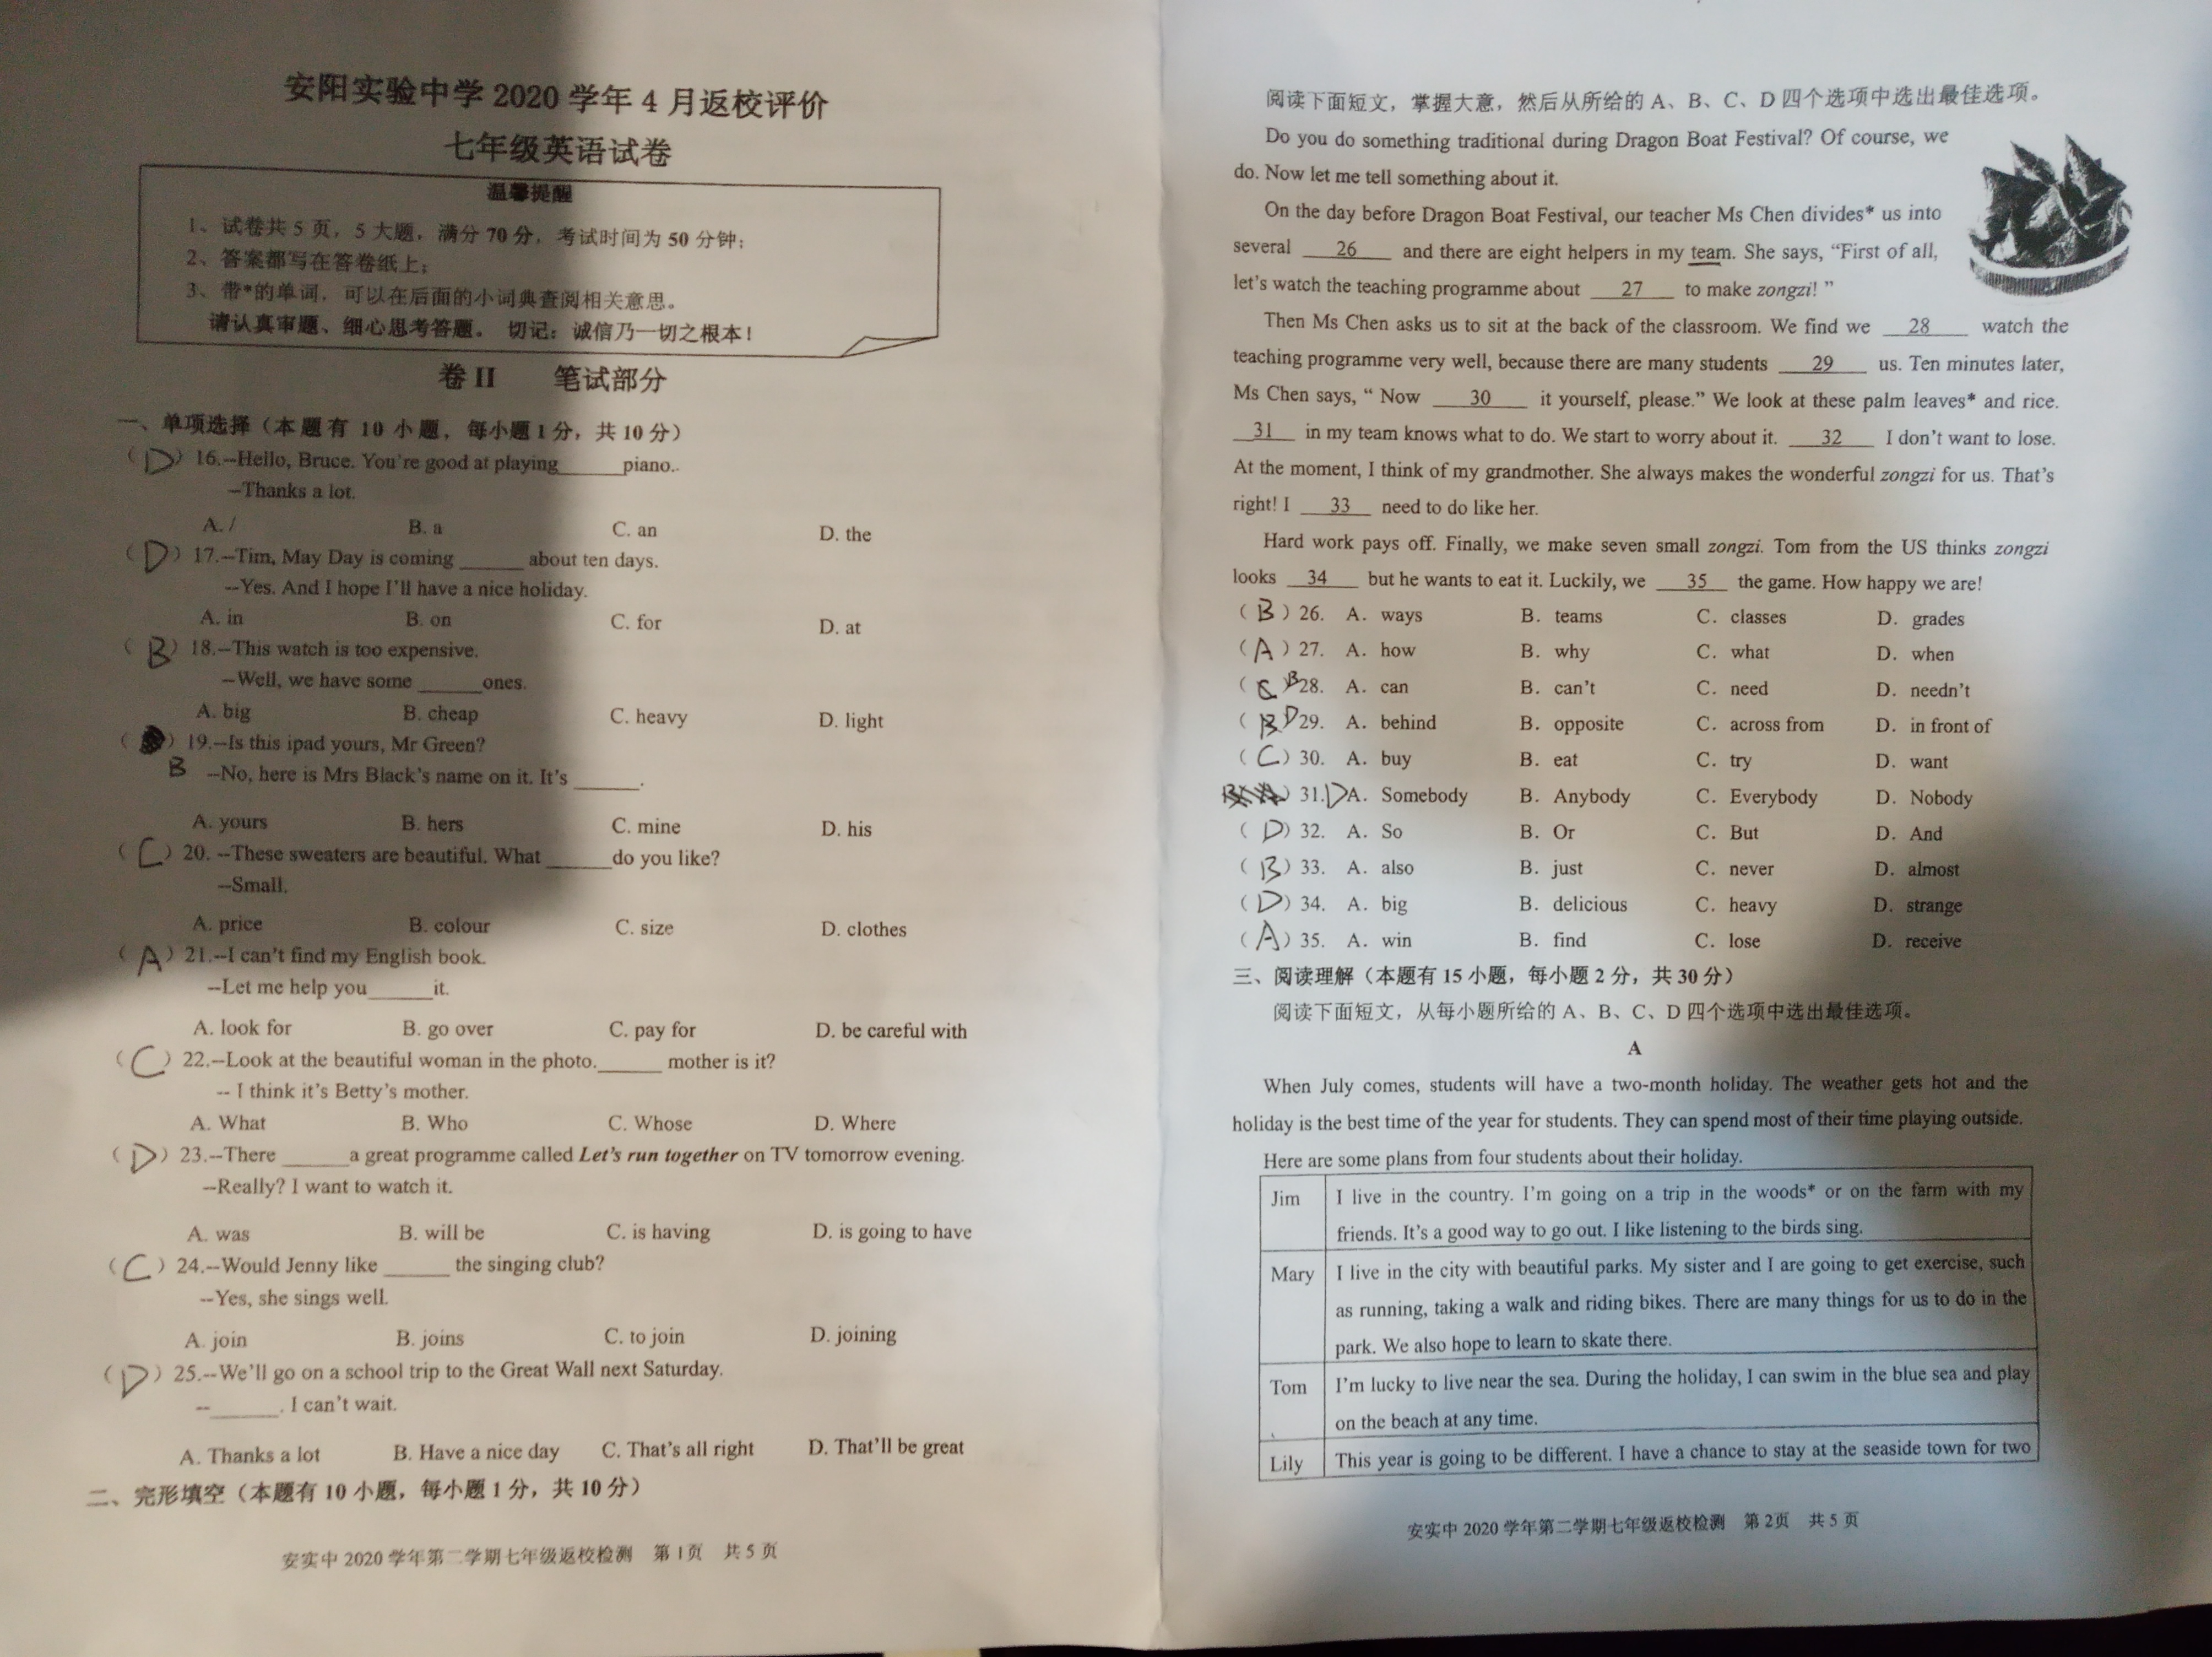 安阳实验中学 2020 学年 4 月返校评价
七年级英语试卷
温馨提醒
1、试卷共 5 页，5 大题，满分 70 分，考试时间为 50 分钟；
2、答案都写在答卷纸上；
3、带*的单词，可以在后面的小词典查阅相关意思。
请认真审题、细心思考答题。 切记：诚信乃一切之根本！
卷 II 笔试部分
一、单项选择（本题有 10 小题，每小题 1 分，共 10 分）
（D）16.--Hello, Bruce. You're good at playing______piano.
--Thanks a lot.
A. / B. a C. an D. the
（D）17.--Tim, May Day is coming ______ about ten days.
--Yes. And I hope I'll have a nice holiday.
A. in B. on C. for D. at
（B）18.--This watch is too expensive.
--Well, we have some ______ones.
A. big B. cheap C. heavy D. light
（ ）19.--Is this ipad yours, Mr Green?
B --No, here is Mrs Black's name on it. It's ______.
A. yours B. hers C. mine D. his
（C）20. --These sweaters are beautiful. What ______do you like?
--Small.
A. price B. colour C. size D. clothes
（A）21.--I can't find my English book.
--Let me help you______it.
A. look for B. go over C. pay for D. be careful with
（C）22.--Look at the beautiful woman in the photo.______ mother is it?
-- I think it's Betty's mother.
A. What B. Who C. Whose D. Where
（D）23.--There ______a great programme called Let's run together on TV tomorrow evening.
--Really? I want to watch it.
A. was B. will be C. is having D. is going to have
（C）24.--Would Jenny like ______ the singing club?
--Yes, she sings well.
A. join B. joins C. to join D. joining
（D）25.--We'll go on a school trip to the Great Wall next Saturday.
--______. I can't wait.
A. Thanks a lot B. Have a nice day C. That's all right D. That'll be great
二、完形填空（本题有 10 小题，每小题 1 分，共 10 分）
安实中 2020 学年第二学期七年级返校检测 第 1页 共 5 页
阅读下面短文，掌握大意，然后从所给的 A、B、C、D 四个选项中选出最佳选项。
Do you do something traditional during Dragon Boat Festival? Of course, we
do. Now let me tell something about it.
On the day before Dragon Boat Festival, our teacher Ms Chen divides* us into
several 26 and there are eight helpers in my team. She says, “First of all,
let's watch the teaching programme about 27 to make zongzi! ”
Then Ms Chen asks us to sit at the back of the classroom. We find we 28 watch the
teaching programme very well, because there are many students 29 us. Ten minutes later,
Ms Chen says, “ Now 30 it yourself, please.” We look at these palm leaves* and rice.
31 in my team knows what to do. We start to worry about it. 32 I don't want to lose.
At the moment, I think of my grandmother. She always makes the wonderful zongzi for us. That's
right! I 33 need to do like her.
Hard work pays off. Finally, we make seven small zongzi. Tom from the US thinks zongzi
looks 34 but he wants to eat it. Luckily, we 35 the game. How happy we are!
（B）26. A. ways B. teams C. classes D. grades
（A）27. A. how B. why C. what D. when
（C）B 28. A. can B. can't C. need D. needn't
（B）D 29. A. behind B. opposite C. across from D. in front of
（C）30. A. buy B. eat C. try D. want
（B A）31. D A. Somebody B. Anybody C. Everybody D. Nobody
（D）32. A. So B. Or C. But D. And
（B）33. A. also B. just C. never D. almost
（D）34. A. big B. delicious C. heavy D. strange
（A）35. A. win B. find C. lose D. receive
三、阅读理解（本题有 15 小题，每小题 2 分，共 30 分）
阅读下面短文，从每小题所给的 A、B、C、D 四个选项中选出最佳选项。
A
When July comes, students will have a two-month holiday. The weather gets hot and the
holiday is the best time of the year for students. They can spend most of their time playing outside.
Here are some plans from four students about their holiday.
Jim I live in the country. I'm going on a trip in the woods* or on the farm with my
friends. It's a good way to go out. I like listening to the birds sing.
Mary I live in the city with beautiful parks. My sister and I are going to get exercise, such
as running, taking a walk and riding bikes. There are many things for us to do in the
park. We also hope to learn to skate there.
Tom I'm lucky to live near the sea. During the holiday, I can swim in the blue sea and play
on the beach at any time.
Lily This year is going to be different. I have a chance to stay at the seaside town for two
安实中 2020 学年第二学期七年级返校检测 第 2页 共 5 页